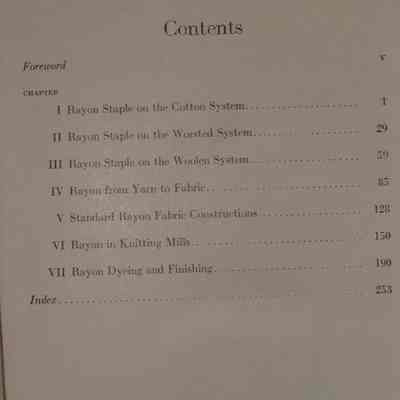 Contents
Foreword v
CHAPTER
I Rayon Staple on the Cotton System.................... 1
II Rayon Staple on the Worsted System.................. 29
III Rayon Staple on the Woolen System................... 59
IV Rayon from Yarn to Fabric........................... 85
V Standard Rayon Fabric Constructions.................. 128
VI Rayon in Knitting Mills............................. 150
VII Rayon Dyeing and Finishing.......................... 190
Index.................................................. 253